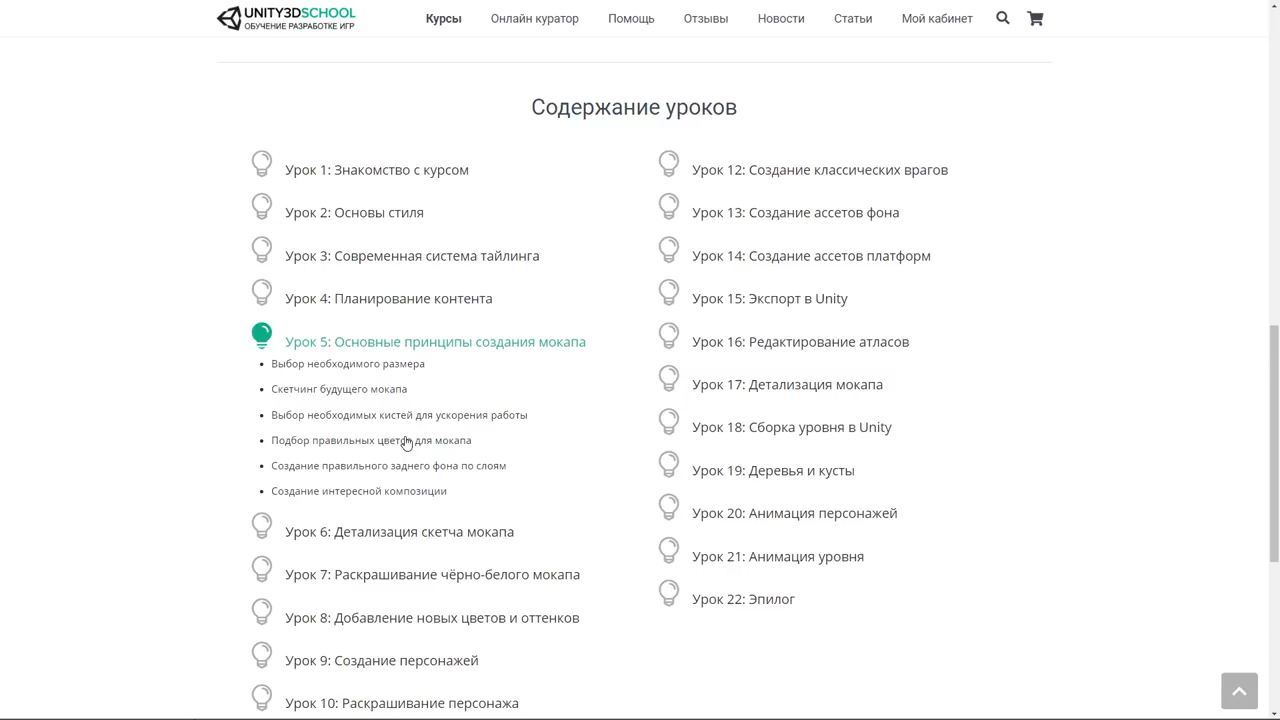 UNITY3DSCHOOL
ОБУЧЕНИЕ РАЗРАБОТКЕ ИГР
Курсы
Онлайн куратор
Помощь
Отзывы
Новости
Статьи
Мой кабинет
Содержание уроков
Урок 1: Знакомство с курсом
Урок 2: Основы стиля
Урок 3: Современная система тайлинга
Урок 4: Планирование контента
Урок 5: Основные принципы создания мокапа
Выбор необходимого размера
Скетчинг будущего мокапа
Выбор необходимых кистей для ускорения работы
Подбор правильных цветов для мокапа
Создание правильного заднего фона по слоям
Создание интересной композиции
Урок 6: Детализация скетча мокапа
Урок 7: Раскрашивание чёрно-белого мокапа
Урок 8: Добавление новых цветов и оттенков
Урок 9: Создание персонажей
Урок 10: Раскрашивание персонажа
Урок 12: Создание классических врагов
Урок 13: Создание ассетов фона
Урок 14: Создание ассетов платформ
Урок 15: Экспорт в Unity
Урок 16: Редактирование атласов
Урок 17: Детализация мокапа
Урок 18: Сборка уровня в Unity
Урок 19: Деревья и кусты
Урок 20: Анимация персонажей
Урок 21: Анимация уровня
Урок 22: Эпилог